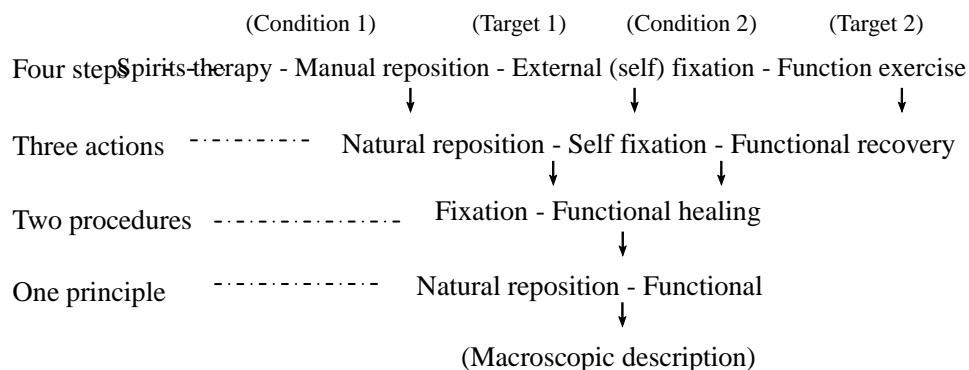 (Condition 1) (Target 1) (Condition 2) (Target 2)
Four steps Spirits-therapy - Manual reposition - External (self) fixation - Function exercise
Three actions Natural reposition - Self fixation - Functional recovery
Two procedures Fixation - Functional healing
One principle Natural reposition - Functional
(Macroscopic description)